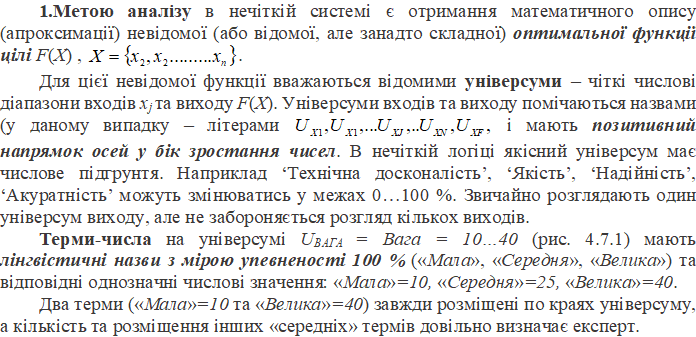 1.Метою аналізу в нечіткій системі є отримання математичного опису
(апроксимації) невідомої (або відомої, але занадто складної) оптимальної функції
цілі F(X) , X = {x₂, x₂.........xₙ}.
Для цієї невідомої функції вважаються відомими універсуми – чіткі числові
діапазони входів xⱼ та виходу F(X). Універсуми входів та виходу помічаються назвами
(у даному випадку – літерами U_X1, U_X1,...U_XJ,..U_XN, U_XF, і мають позитивний
напрямок осей у бік зростання чисел. В нечіткій логіці якісний універсум має
числове підгрунтя. Наприклад ‘Технічна досконалість’, ‘Якість’, ‘Надійність’,
‘Акуратність’ можуть змінюватись у межах 0…100 %. Звичайно розглядають один
універсум виходу, але не забороняється розгляд кількох виходів.
Терми-числа на універсумі U_ВАГА = Вага = 10...40 (рис. 4.7.1) мають
лінгвістичні назви з мірою упевненості 100 % («Мала», «Середня», «Велика») та
відповідні однозначні числові значення: «Мала»=10, «Середня»=25, «Велика»=40.
Два терми («Мала»=10 та «Велика»=40) завжди розміщені по краях універсуму,
а кількість та розміщення інших «середніх» термів довільно визначає експерт.